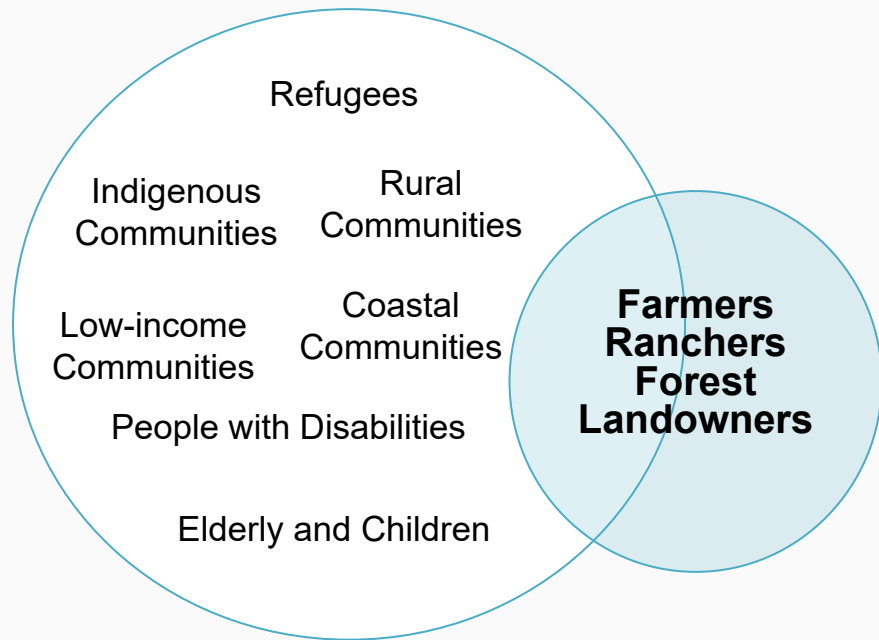 Refugees
Indigenous
Communities
Rural
Communities
Low-income
Communities
Coastal
Communities
People with Disabilities
Elderly and Children
Farmers
Ranchers
Forest
Landowners